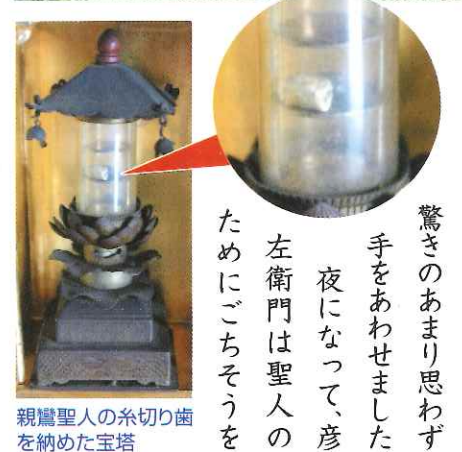 驚きのあまり思わず
手をあわせました
夜になって、彦
左衛門は聖人の
ためにごちそうを
親鸞聖人の糸切り歯
を納めた宝塔